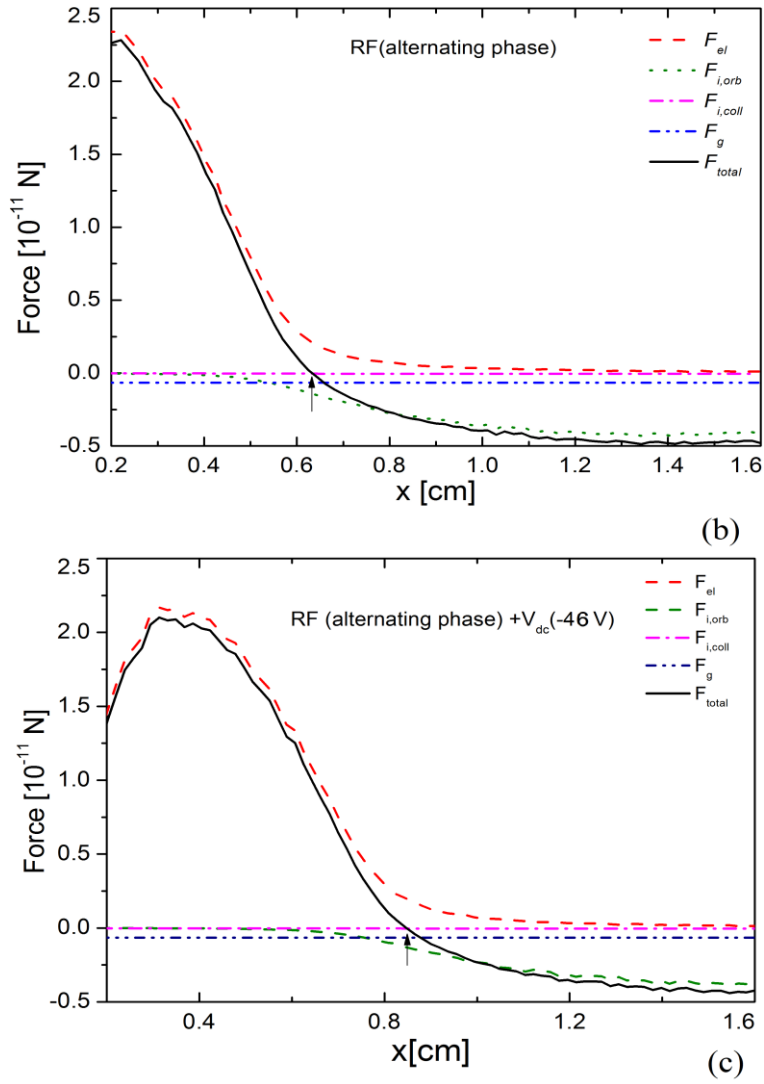 2.5
2.0
1.5
1.0
0.5
0.0
-0.5
Force [10⁻¹¹ N]
RF(alternating phase)
F_el
F_i,orb
F_i,coll
F_g
F_total
0.2 0.4 0.6 0.8 1.0 1.2 1.4 1.6
x [cm]
(b)
2.5
2.0
1.5
1.0
0.5
0.0
-0.5
Force [10⁻¹¹ N]
RF (alternating phase) +V_dc(-46 V)
F_el
F_i,orb
F_i,coll
F_g
F_total
0.4 0.8 1.2 1.6
x[cm]
(c)